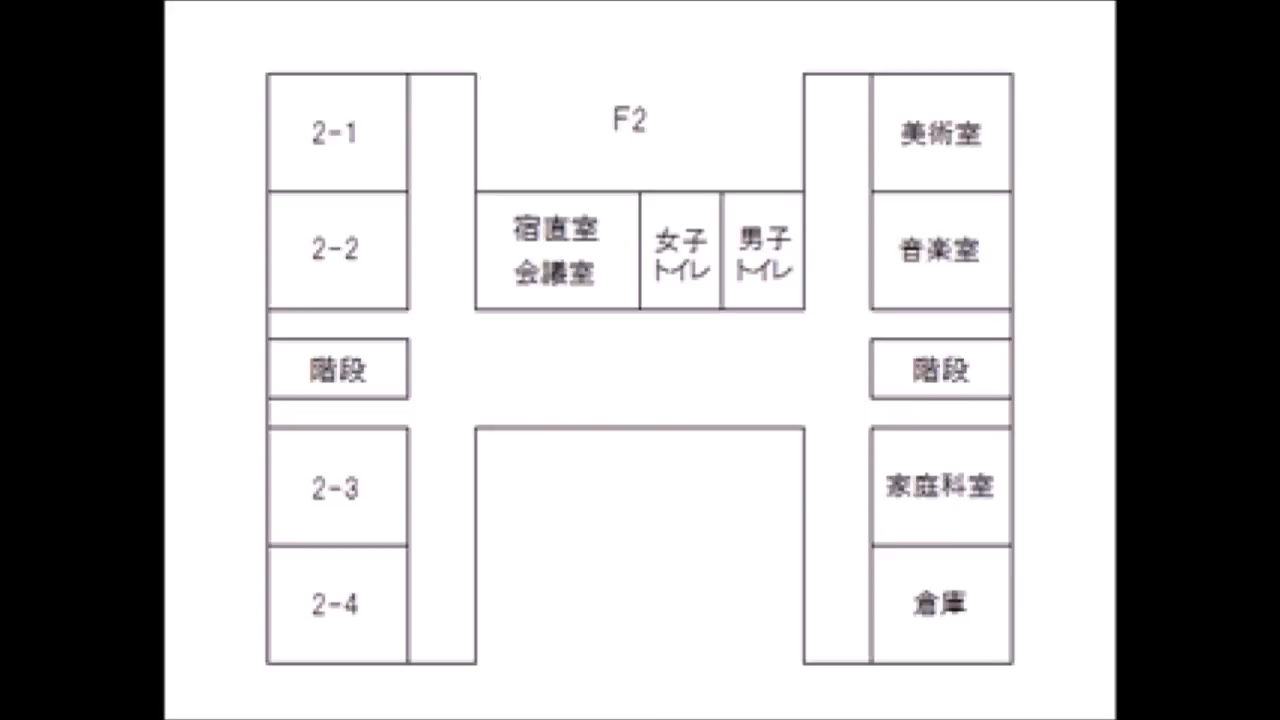 F2
2-1
美術室
2-2
宿直室
会議室
女子
トイレ
男子
トイレ
音楽室
階段
階段
2-3
家庭科室
2-4
倉庫